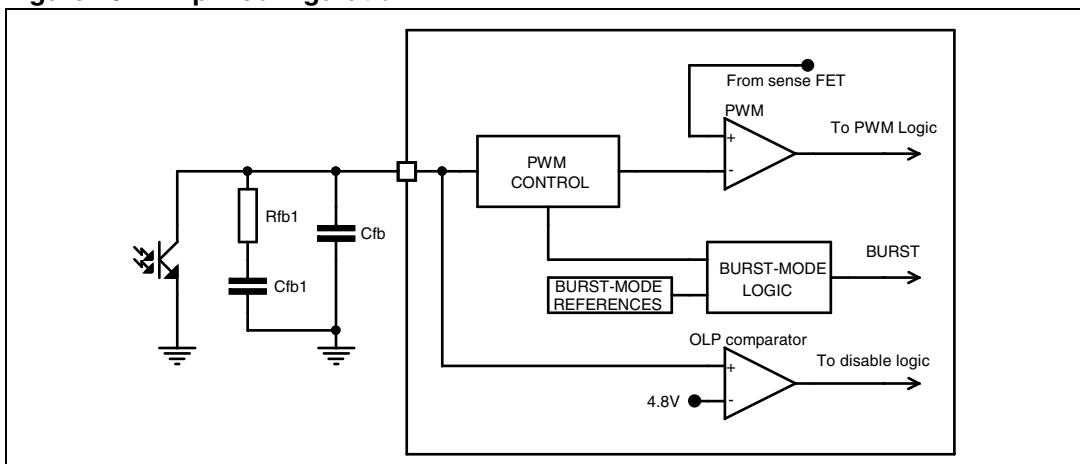 From sense FET
PWM
+
-
To PWM Logic
PWM
CONTROL
Rfb1
Cfb
Cfb1
BURST-MODE
LOGIC
BURST
BURST-MODE
REFERENCES
OLP comparator
+
-
4.8V
To disable logic